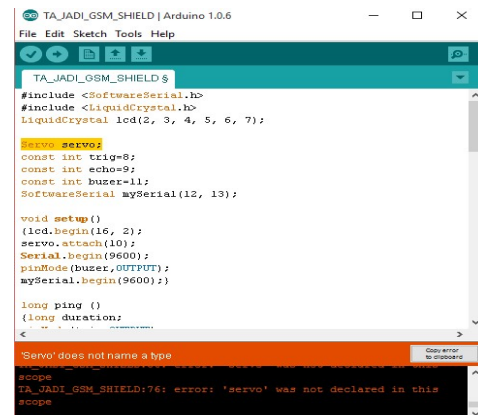 TA_JADI_GSM_SHIELD | Arduino 1.0.6
File Edit Sketch Tools Help
TA_JADI_GSM_SHIELD §
#include <SoftwareSerial.h>
#include <LiquidCrystal.h>
LiquidCrystal lcd(2, 3, 4, 5, 6, 7);
Servo servo;
const int trig=8;
const int echo=9;
const int buzer=11;
SoftwareSerial mySerial(12, 13);
void setup()
{lcd.begin(16, 2);
servo.attach(10);
Serial.begin(9600);
pinMode(buzer,OUTPUT);
mySerial.begin(9600);}
long ping ()
{long duration;
'Servo' does not name a type
Copy error
to clipboard
scope
TA_JADI_GSM_SHIELD:76: error: 'servo' was not declared in this
scope